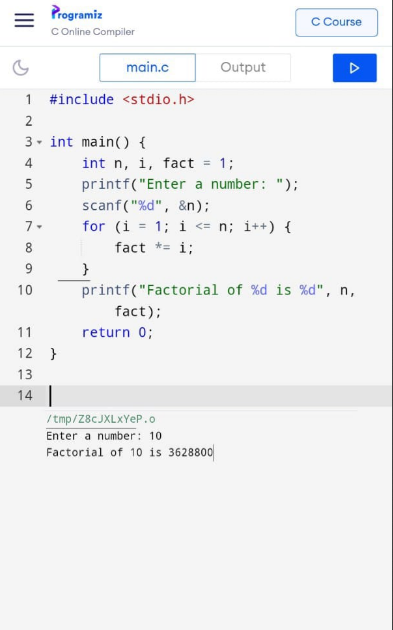 Programiz
C Online Compiler
C Course
main.c
Output
1 #include <stdio.h>
2
3 int main() {
4 int n, i, fact = 1;
5 printf("Enter a number: ");
6 scanf("%d", &n);
7 for (i = 1; i <= n; i++) {
8 fact *= i;
9 }
10 printf("Factorial of %d is %d", n,
fact);
11 return 0;
12 }
13
14
/tmp/Z8cJXLxYeP.o
Enter a number: 10
Factorial of 10 is 3628800